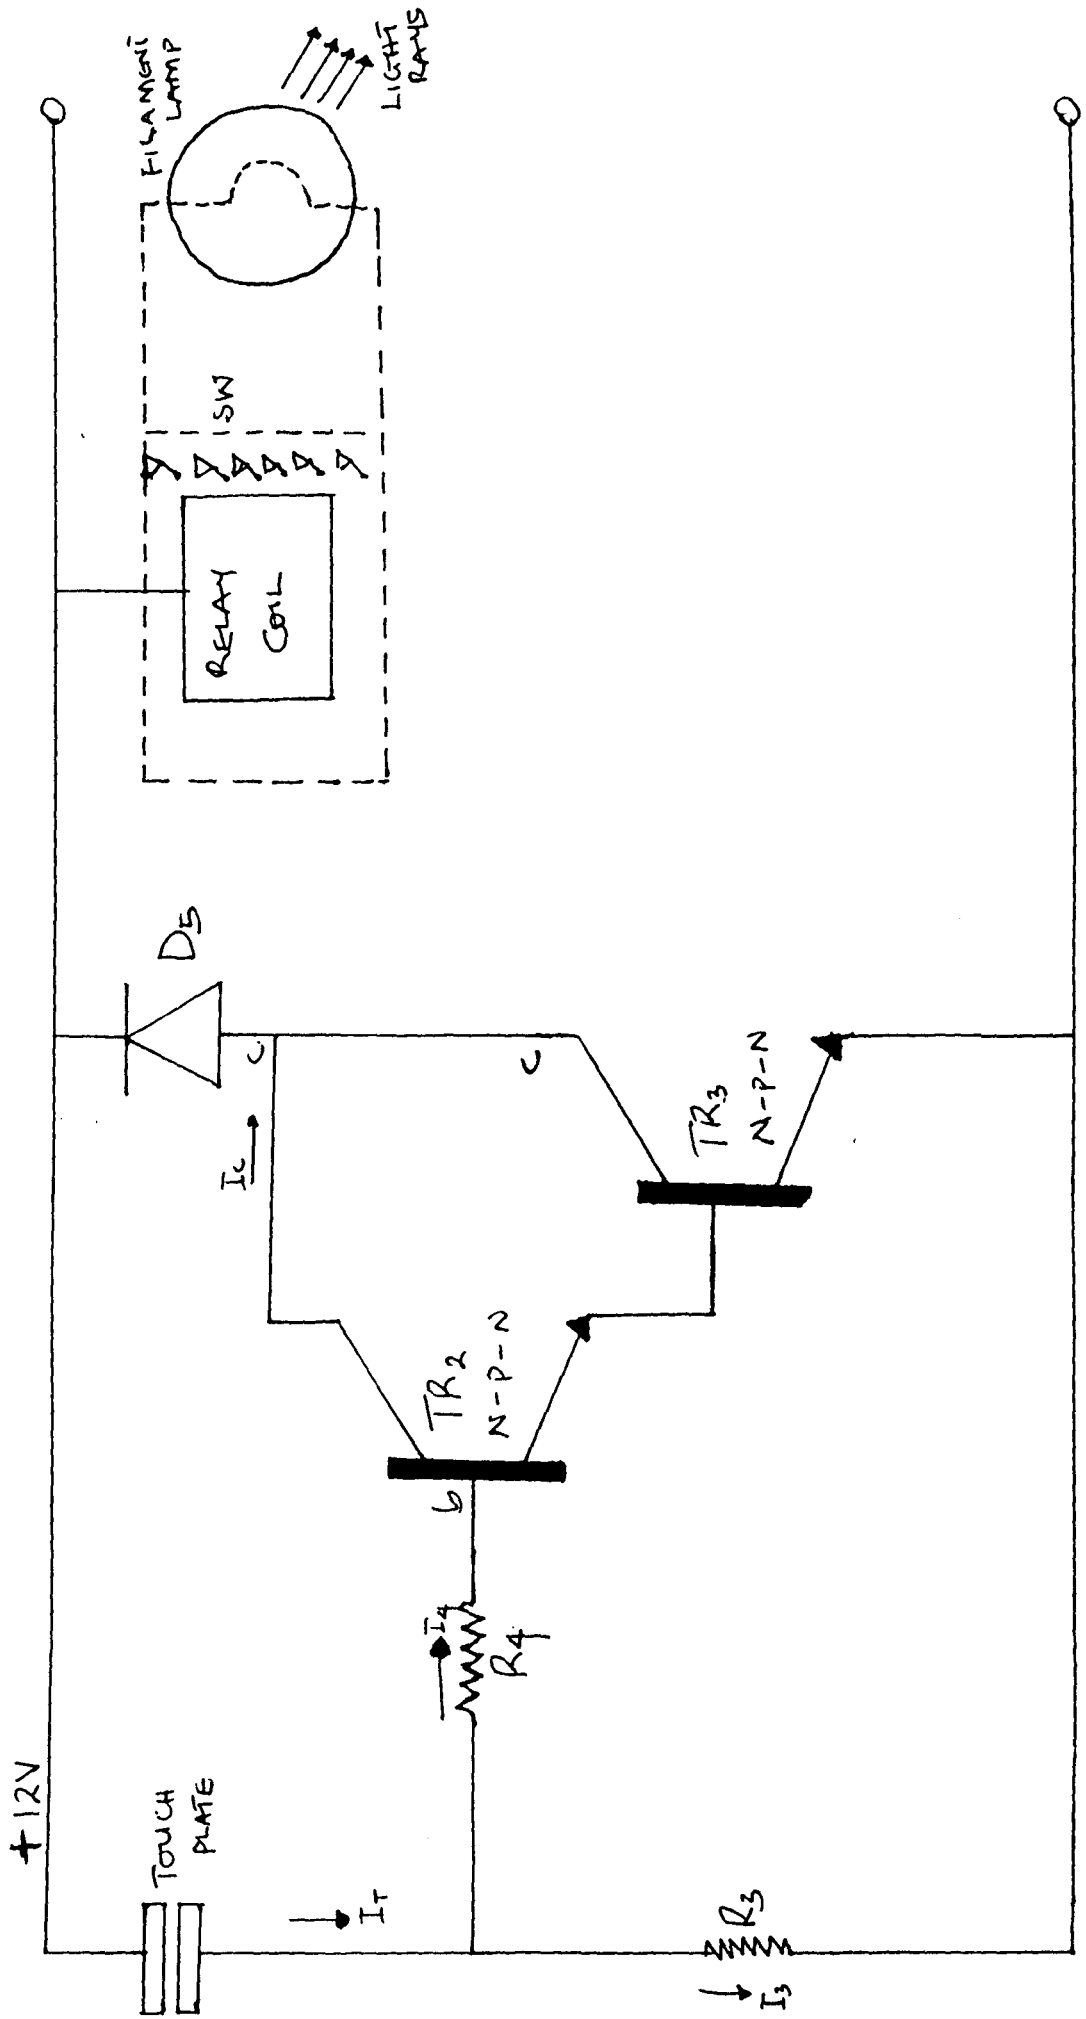 +12V
TOUCH
PLATE
IT
I3
R3
I4
R4
b
TR2
N-P-N
IC
C
C
TR3
N-P-N
D5
RELAY
COIL
SW
FILAMENT
LAMP
LIGHT
RAYS